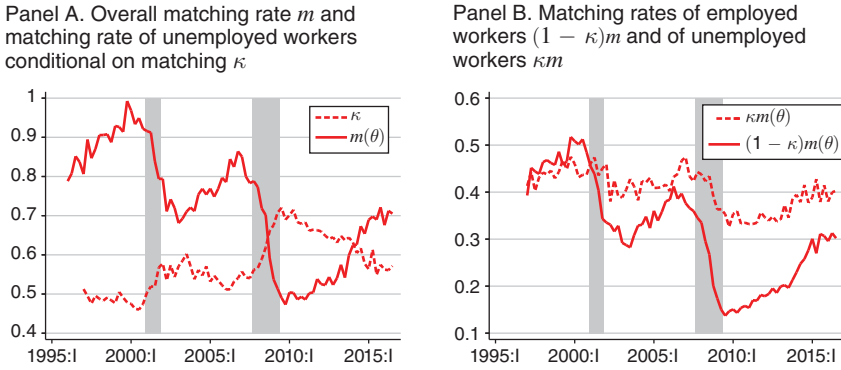 Panel A. Overall matching rate m and
matching rate of unemployed workers
conditional on matching κ
1
0.9
0.8
0.7
0.6
0.5
0.4
κ
m(θ)
1995:I 2000:I 2005:I 2010:I 2015:I
Panel B. Matching rates of employed
workers (1 − κ)m and of unemployed
workers κm
0.6
0.5
0.4
0.3
0.2
0.1
κm(θ)
(1 − κ)m(θ)
1995:I 2000:I 2005:I 2010:I 2015:I